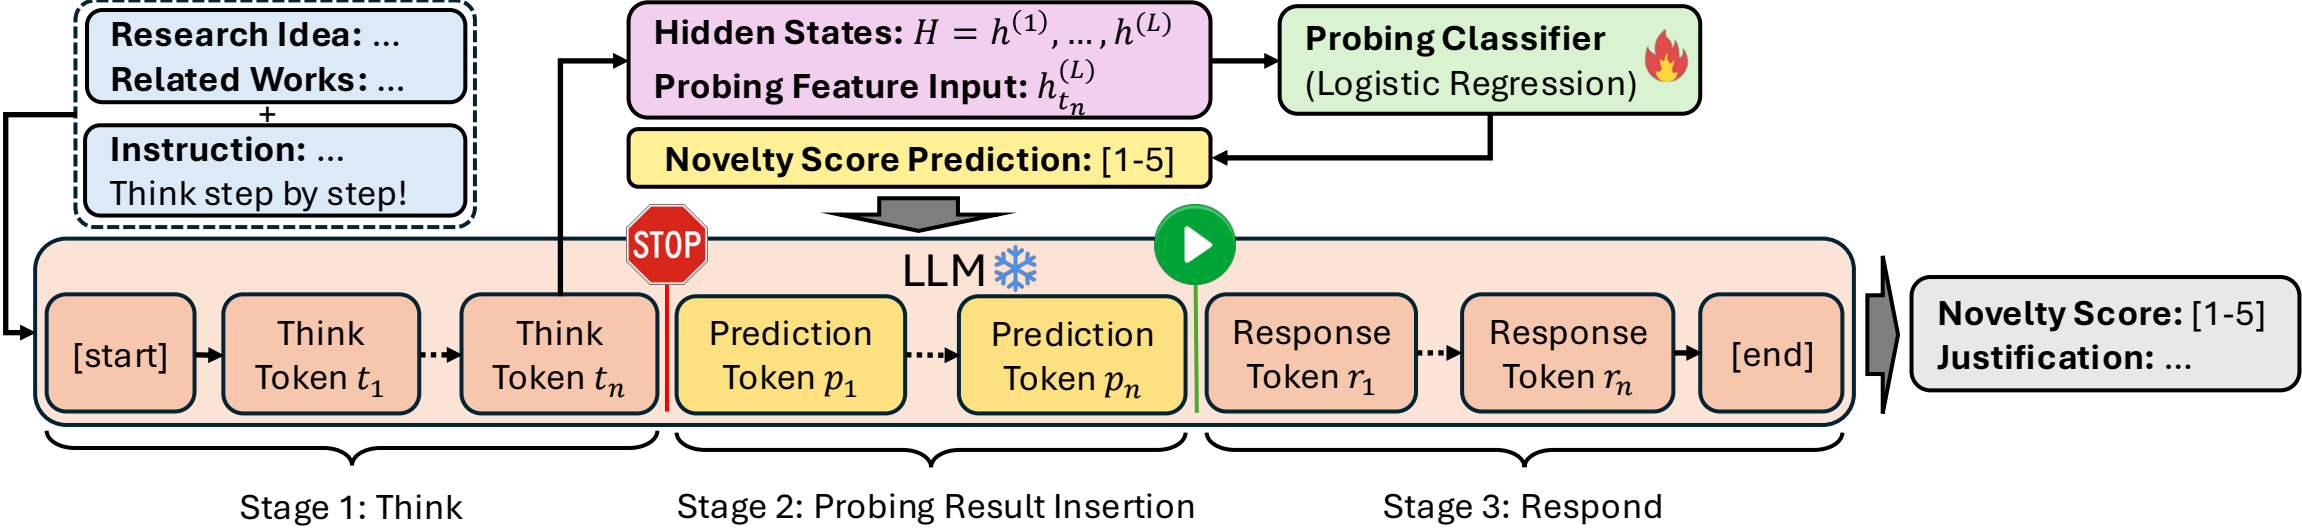 Research Idea: ...
Related Works: ...
+
Instruction: ...
Think step by step!
Hidden States: H = h^(1), ..., h^(L)
Probing Feature Input: h_{t_n}^{(L)}
Probing Classifier
(Logistic Regression)
Novelty Score Prediction: [1-5]
STOP
LLM
[start]
Think
Token t_1
Think
Token t_n
Prediction
Token p_1
Prediction
Token p_n
Response
Token r_1
Response
Token r_n
[end]
Novelty Score: [1-5]
Justification: ...
Stage 1: Think
Stage 2: Probing Result Insertion
Stage 3: Respond